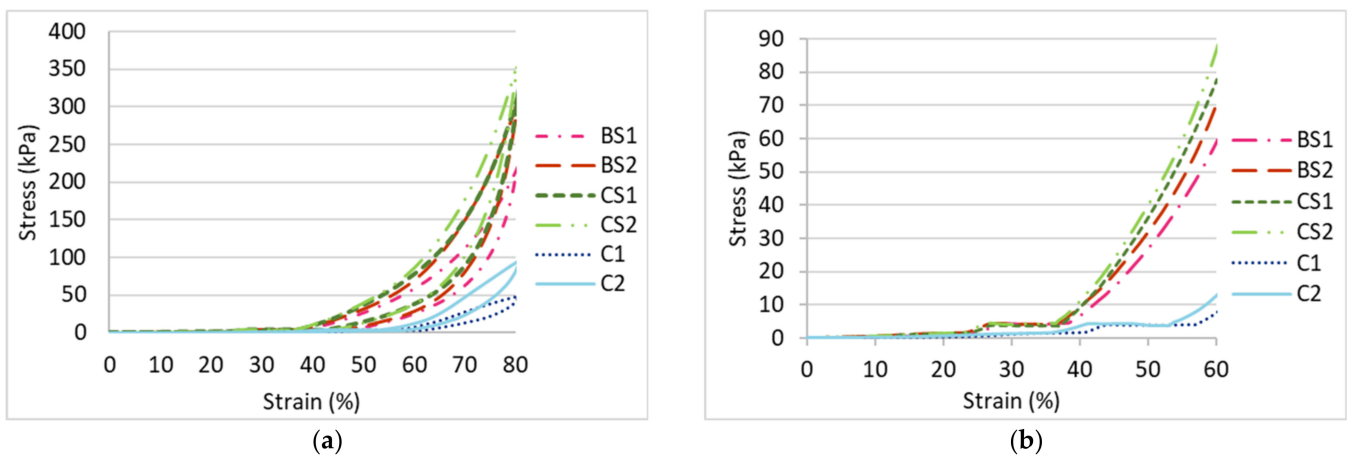 400
350
300
250
200
150
100
50
0
Stress (kPa)
0 10 20 30 40 50 60 70 80
Strain (%)
BS1
BS2
CS1
CS2
C1
C2
(a)
90
80
70
60
50
40
30
20
10
0
Stress (kPa)
0 10 20 30 40 50 60
Strain (%)
BS1
BS2
CS1
CS2
C1
C2
(b)